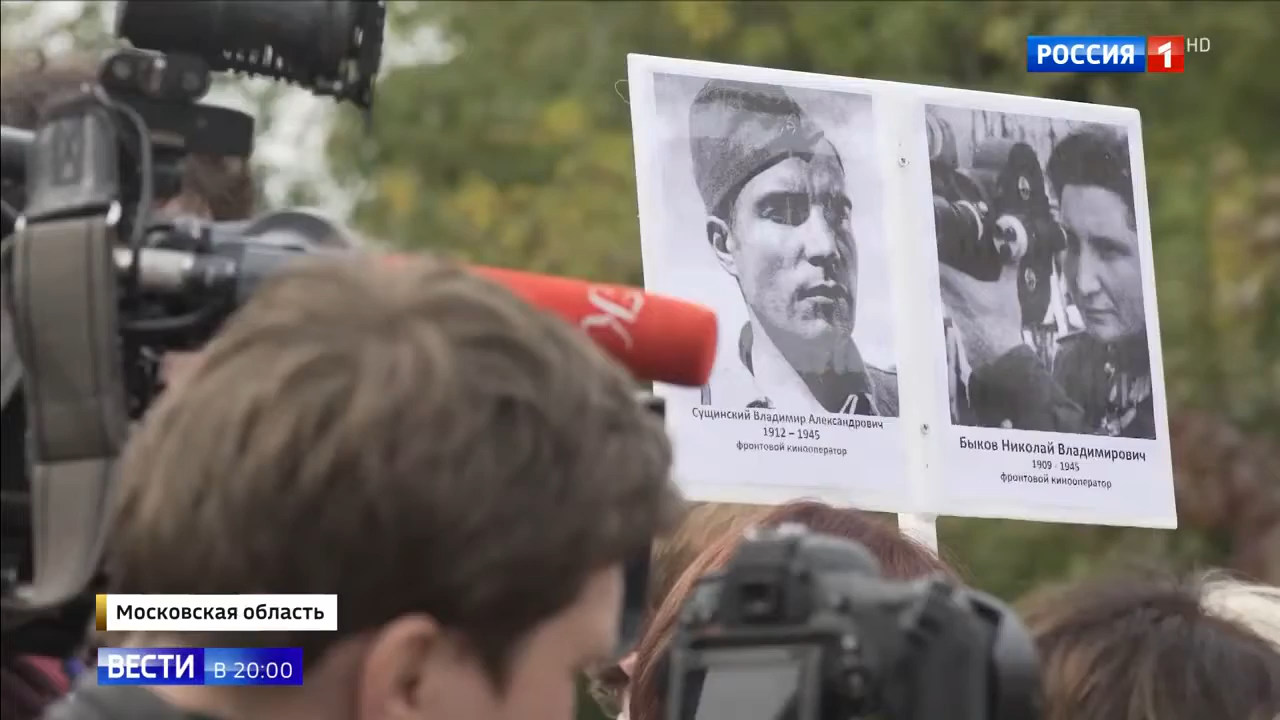 РОССИЯ 1 HD
Сущинский Владимир Александрович
1912 – 1945
фронтовой кинооператор
Быков Николай Владимирович
1909 - 1945
фронтовой кинооператор
Московская область
ВЕСТИ В 20:00